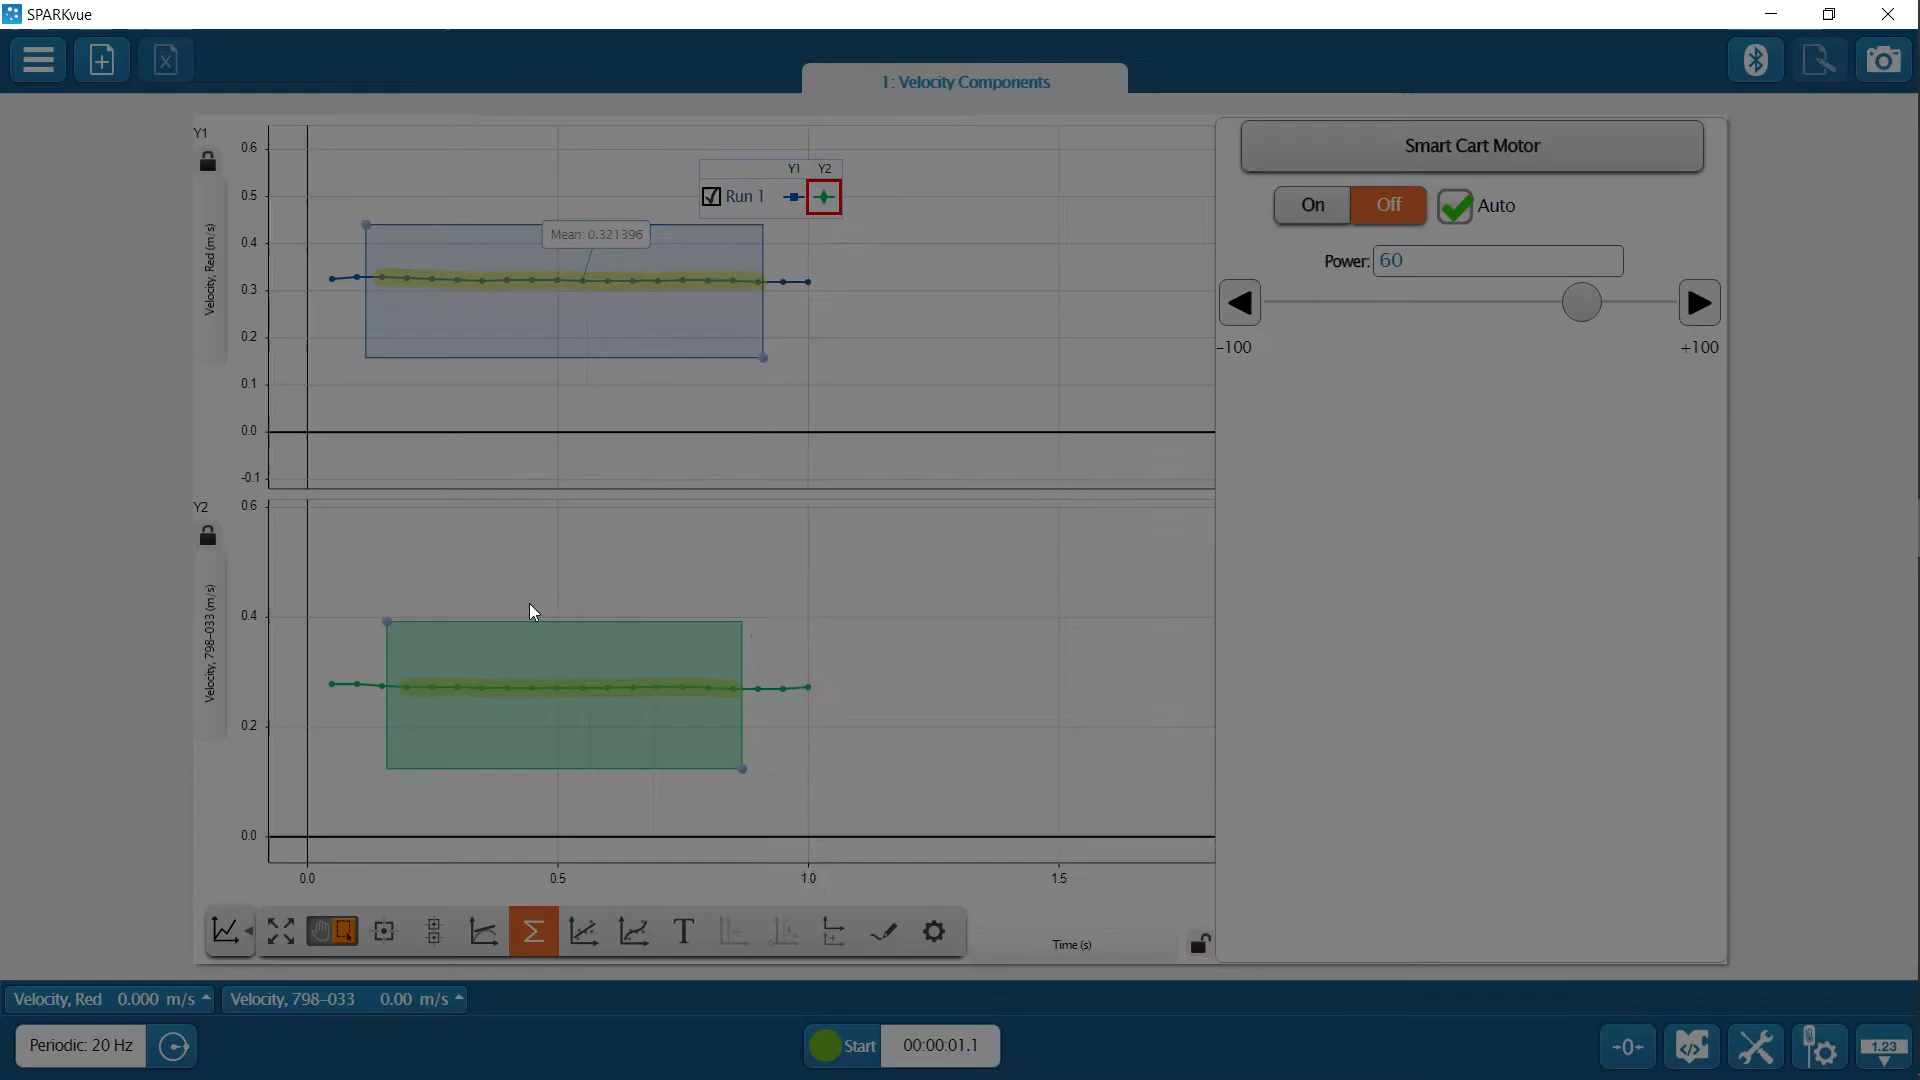 SPARKvue
1: Velocity Components
Y1
0.6
0.5
0.4
0.3
0.2
0.1
0.0
-0.1
Velocity, Red (m/s)
Y1 Y2
Run 1
Mean: 0.321396
Y2
0.6
0.4
0.2
0.0
Velocity, 798-033 (m/s)
0.0 0.5 1.0 1.5
Time (s)
Smart Cart Motor
On Off Auto
Power: 60
-100 +100
Σ T
Velocity, Red 0.000 m/s Velocity, 798-033 0.00 m/s
Periodic: 20 Hz Start 00:00:01.1
-0- 1.23